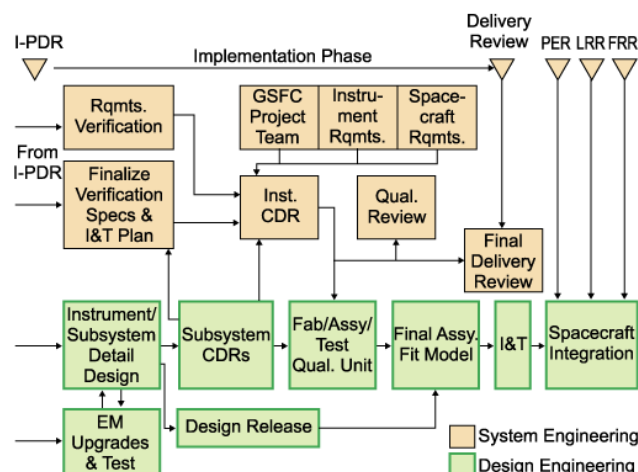 I-PDR
Implementation Phase
Delivery
Review
PER
LRR
FRR
Rqmts.
Verification
GSFC
Project
Team
Instru-
ment
Rqmts.
Space-
craft
Rqmts.
From
I-PDR
Finalize
Verification
Specs &
I&T Plan
Inst.
CDR
Qual.
Review
Final
Delivery
Review
Instrument/
Subsystem
Detail
Design
Subsystem
CDRs
Fab/Assy/
Test
Qual. Unit
Final Assy.
Fit Model
I&T
Spacecraft
Integration
EM
Upgrades
& Test
Design Release
System Engineering
Design Engineering